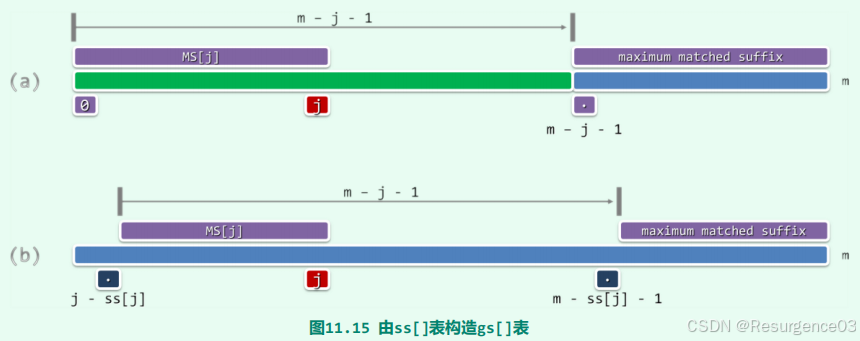 m - j - 1
MS[j]
maximum matched suffix
(a)
m
0
j
·
m - j - 1
m - j - 1
MS[j]
maximum matched suffix
(b)
m
·
j
·
j - ss[j]
m - ss[j] - 1
图11.15 由ss[]表构造gs[]表
CSDN @Resurgence03